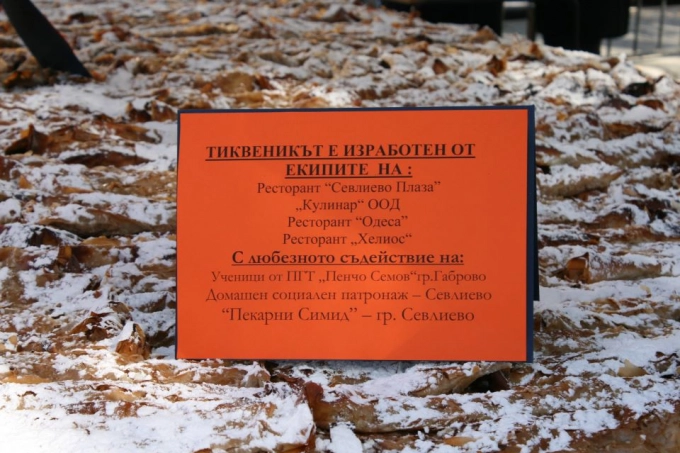 ТИКВЕНИКЪТ Е ИЗРАБОТЕН ОТ
ЕКИПИТЕ НА :
Ресторант “Севлиево Плаза”
„Кулинар“ ООД
Ресторант “Одеса”
Ресторант „Хелиос“
С любезното съдействие на:
Ученици от ПГТ „Пенчо Семов“гр.Габрово
Домашен социален патронаж – Севлиево
“Пекарни Симид” – гр. Севлиево